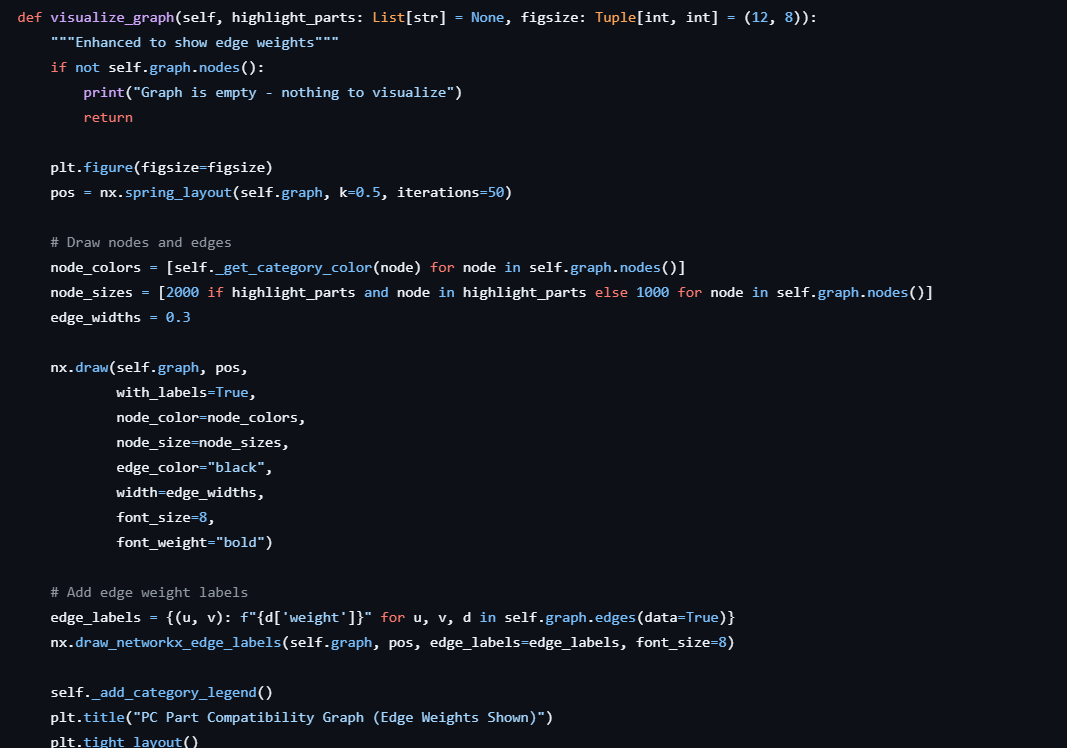 def visualize_graph(self, highlight_parts: List[str] = None, figsize: Tuple[int, int] = (12, 8)):
    """Enhanced to show edge weights"""
    if not self.graph.nodes():
        print("Graph is empty - nothing to visualize")
        return

    plt.figure(figsize=figsize)
    pos = nx.spring_layout(self.graph, k=0.5, iterations=50)

    # Draw nodes and edges
    node_colors = [self._get_category_color(node) for node in self.graph.nodes()]
    node_sizes = [2000 if highlight_parts and node in highlight_parts else 1000 for node in self.graph.nodes()]
    edge_widths = 0.3

    nx.draw(self.graph, pos,
            with_labels=True,
            node_color=node_colors,
            node_size=node_sizes,
            edge_color="black",
            width=edge_widths,
            font_size=8,
            font_weight="bold")

    # Add edge weight labels
    edge_labels = {(u, v): f"{d['weight']}" for u, v, d in self.graph.edges(data=True)}
    nx.draw_networkx_edge_labels(self.graph, pos, edge_labels=edge_labels, font_size=8)

    self._add_category_legend()
    plt.title("PC Part Compatibility Graph (Edge Weights Shown)")
    plt.tight_layout()